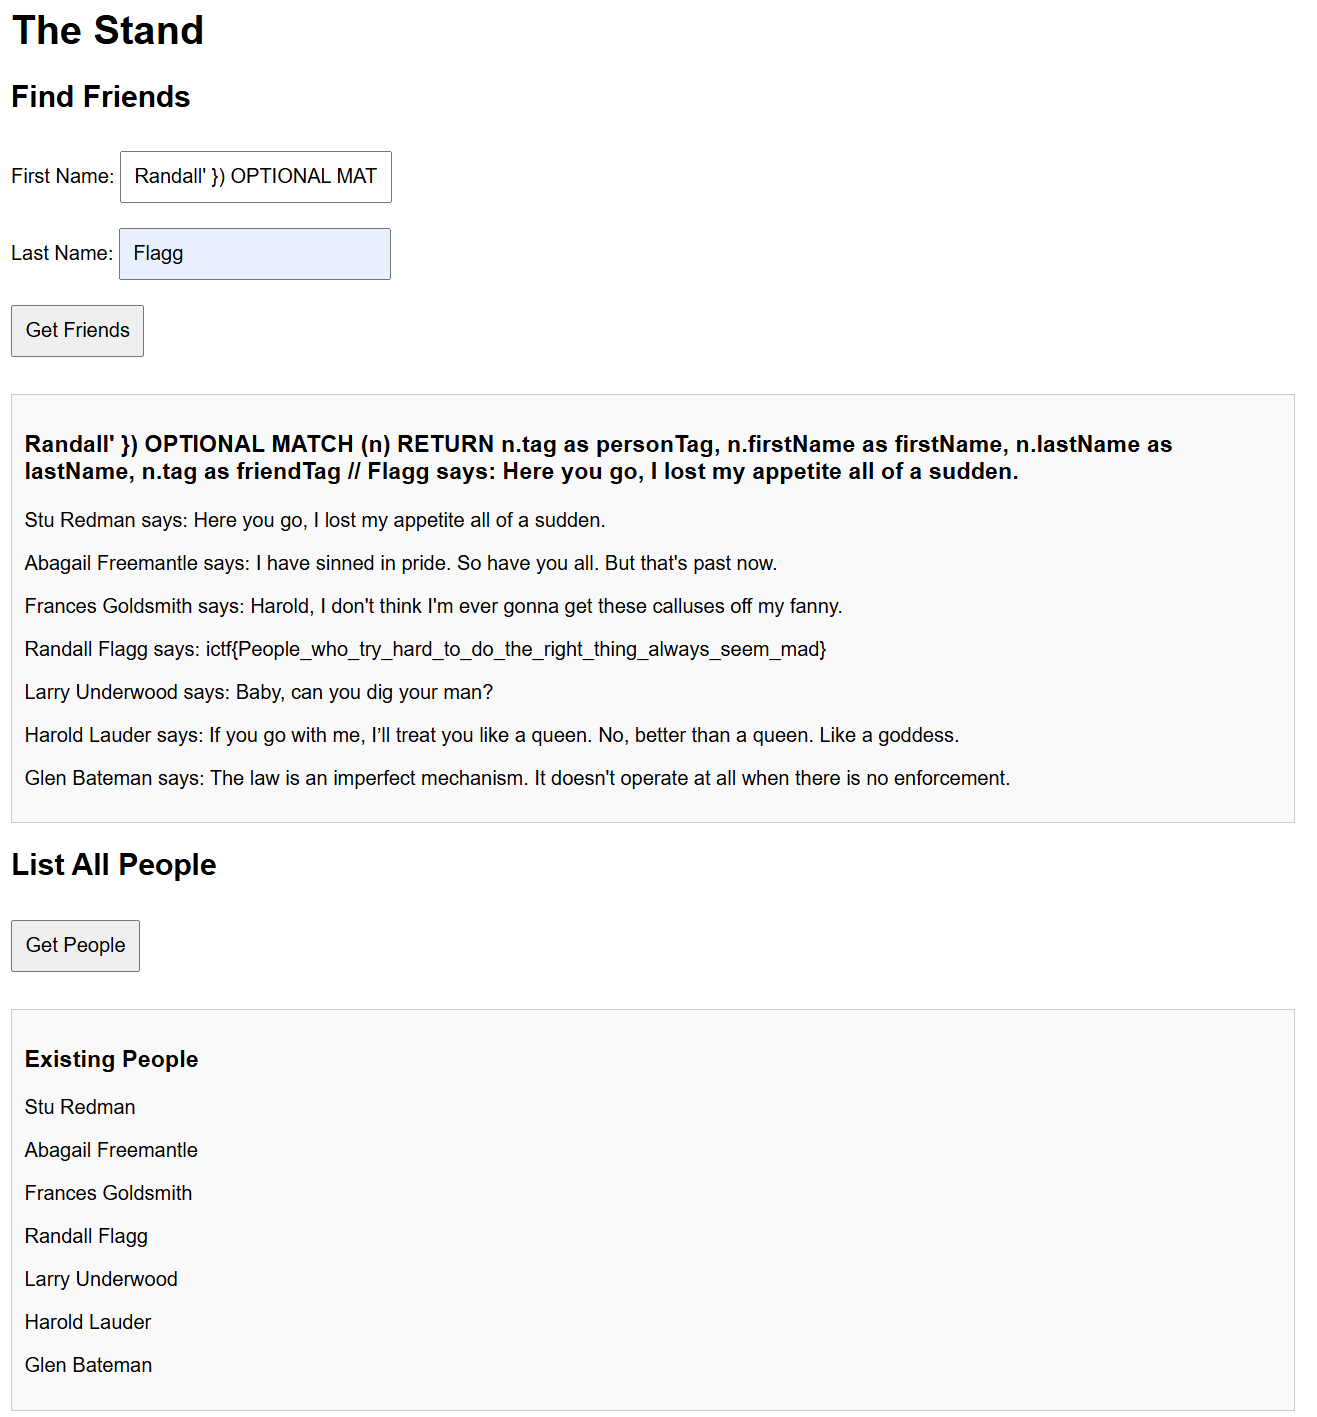 The Stand
Find Friends
First Name: Randall' }) OPTIONAL MAT
Last Name: Flagg
Get Friends
Randall' }) OPTIONAL MATCH (n) RETURN n.tag as personTag, n.firstName as firstName, n.lastName as
lastName, n.tag as friendTag // Flagg says: Here you go, I lost my appetite all of a sudden.
Stu Redman says: Here you go, I lost my appetite all of a sudden.
Abagail Freemantle says: I have sinned in pride. So have you all. But that's past now.
Frances Goldsmith says: Harold, I don't think I'm ever gonna get these calluses off my fanny.
Randall Flagg says: ictf{People_who_try_hard_to_do_the_right_thing_always_seem_mad}
Larry Underwood says: Baby, can you dig your man?
Harold Lauder says: If you go with me, I’ll treat you like a queen. No, better than a queen. Like a goddess.
Glen Bateman says: The law is an imperfect mechanism. It doesn't operate at all when there is no enforcement.
List All People
Get People
Existing People
Stu Redman
Abagail Freemantle
Frances Goldsmith
Randall Flagg
Larry Underwood
Harold Lauder
Glen Bateman